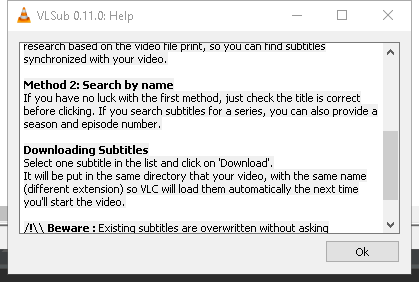 VLSub 0.11.0: Help
research based on the video file print, so you can find subtitles
synchronized with your video.
Method 2: Search by name
If you have no luck with the first method, just check the title is correct
before clicking. If you search subtitles for a series, you can also provide a
season and episode number.
Downloading Subtitles
Select one subtitle in the list and click on 'Download'.
It will be put in the same directory that your video, with the same name
(different extension) so VLC will load them automatically the next time
you'll start the video.
/!\\ Beware : Existing subtitles are overwritten without asking
Ok